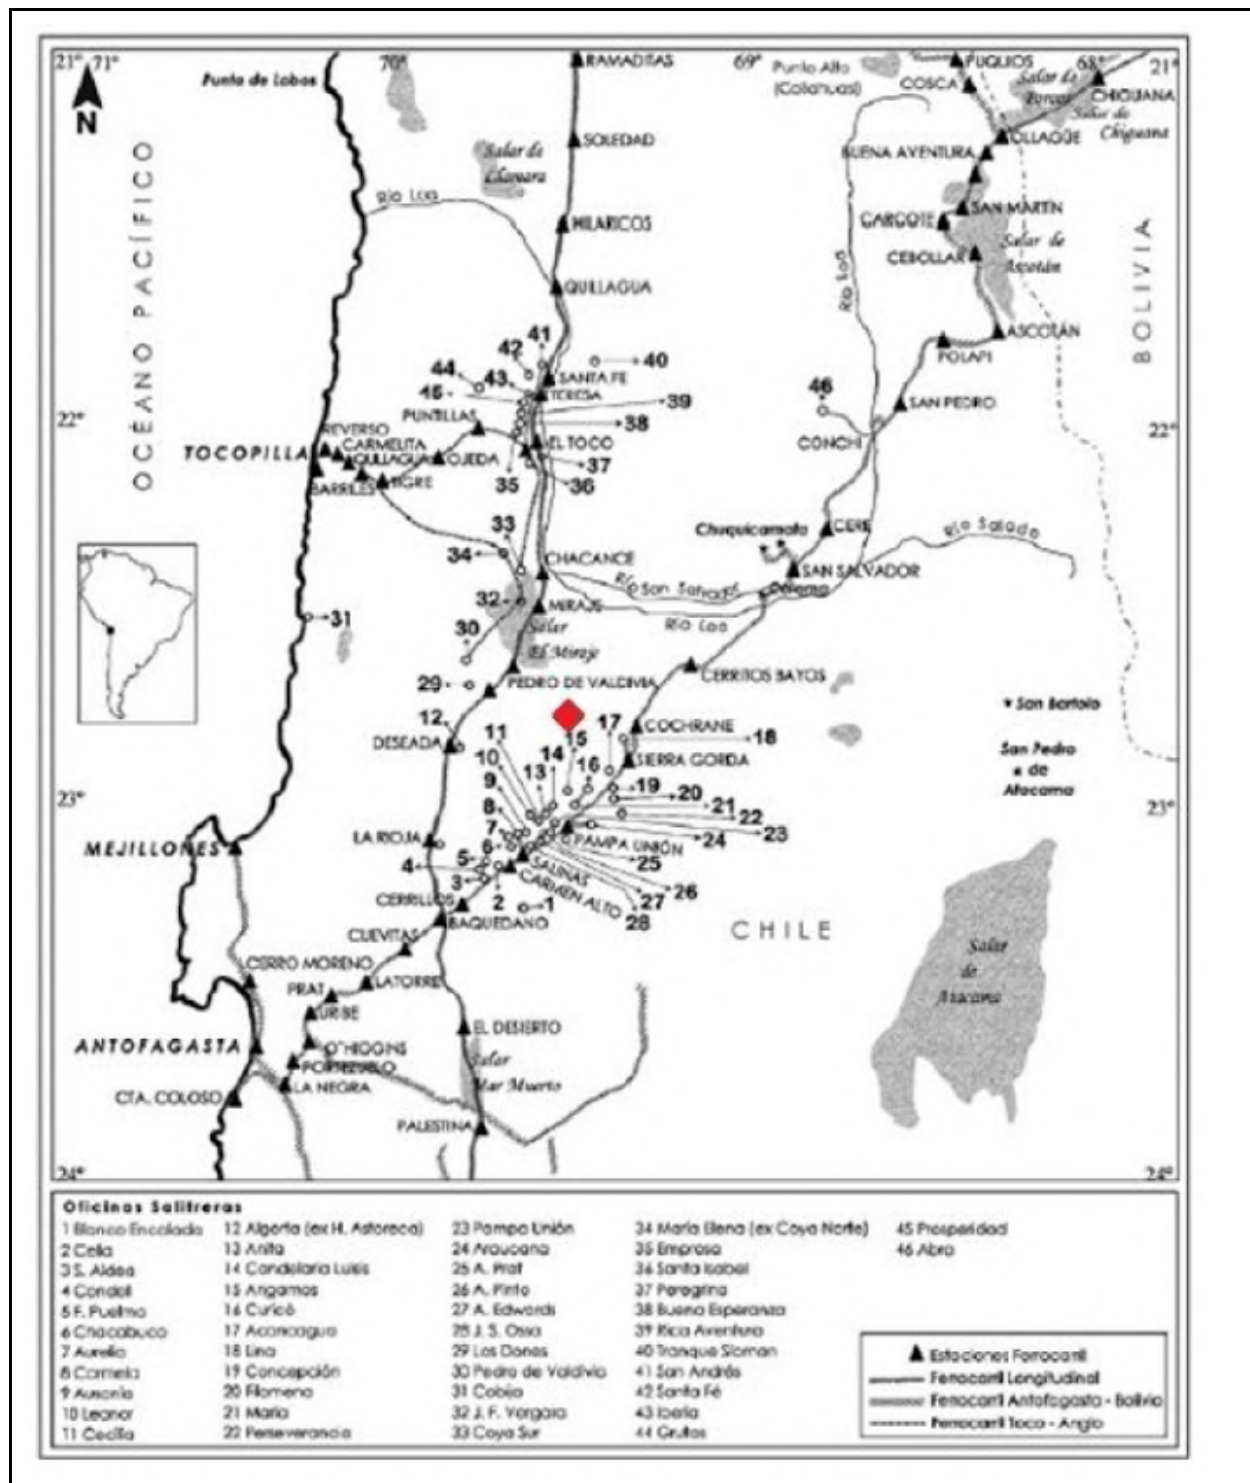 21° 71°
70°
69°
68°
21°
N
Punta de Lobos
RAMADITAS
Punto Alto
(Collahuasi)
PUQUIOS
COSCA
Salar de
CHIGUANA
Salar de
Chiguana
OLLAGÜE
BUENA AVENTURA
SOLEDAD
Salar de
Llamara
Río Loa
OCÉANO PACÍFICO
HILARICOS
SAN MARTÍN
CARCOTE
Salar de
Ascotán
CEBOLLAR
Río Loa
BOLIVIA
QUILLAGUA
ASCOTÁN
POLAPI
41
42
40
44
43
SANTA FE
TERESA
45
39
46
SAN PEDRO
PUNTILLAS
38
22°
22°
REVERSO
CARMELITA
TOCOPILLA
QUILLAGUA
OJEDA
EL TOCO
CONCHI
37
BARRILES
TIGRE
35
36
33
34
Chuquicamata
CERE
Río Salado
CHACANCE
SAN SALVADOR
Río San Salvador
Calama
32
MIRAJE
Río Loa
31
30
Salar
El Miraje
29
PEDRO DE VALDIVIA
CERRITOS BAYOS
San Bartolo
12
11
17
COCHRANE
DESEADA
15
18
10
14
16
SIERRA GORDA
San Pedro
de
Atacama
13
9
19
20
23°
23°
8
21
22
7
23
LA RIOJA
6
PAMPA UNIÓN
24
MEJILLONES
5
25
4
SALINAS
3
CARMEN ALTO
26
27
CERRILLOS
2
1
28
BAQUEDANO
CHILE
CUEVITAS
CERRO MORENO
LATORRE
PRAT
URIBE
Salar
de
Atacama
EL DESIERTO
ANTOFAGASTA
O'HIGGINS
PORTEZUELO
LA NEGRA
Salar
Mar Muerto
CTA. COLOSO
PALESTINA
24°
24°
Oficinas Salitreras
1 Blanco Encalada
2 Celia
3 S. Aldea
4 Condell
5 F. Puelma
6 Chacabuco
7 Aurelia
8 Carmela
9 Ausonia
10 Leonor
11 Cecilia
12 Algorta (ex H. Astoreca)
13 Anita
14 Candelaria Luisis
15 Angamos
16 Curicó
17 Aconcagua
18 Lina
19 Concepción
20 Filomena
21 María
22 Perseverancia
23 Pampa Unión
24 Araucana
25 A. Prat
26 A. Pinto
27 A. Edwards
28 J. S. Ossa
29 Los Dones
30 Pedro de Valdivia
31 Cobija
32 J. F. Vergara
33 Coya Sur
34 María Elena (ex Coya Norte)
35 Empresa
36 Santa Isabel
37 Peregrina
38 Buena Esperanza
39 Rica Aventura
40 Tranque Sloman
41 San Andrés
42 Santa Fé
43 Iberia
44 Grutas
45 Prosperidad
46 Abra
Estaciones Ferrocarril
Ferrocarril Longitudinal
Ferrocarril Antofagasta - Bolivia
Ferrocarril Toco - Anglo